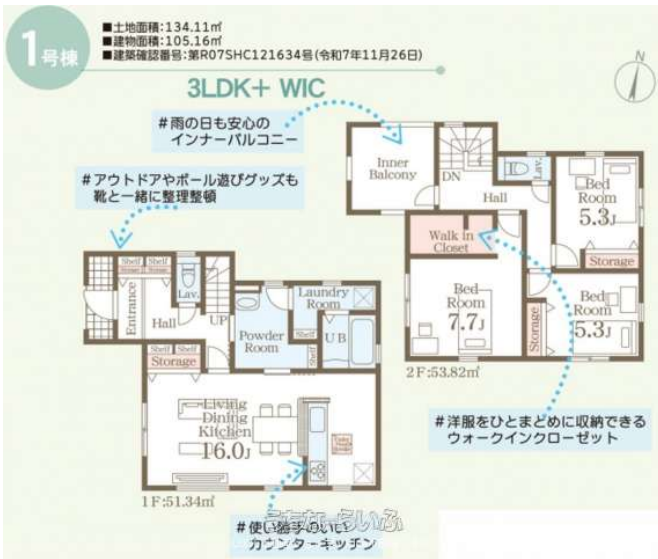 1号棟
■土地面積:134.11㎡
■建物面積:105.16㎡
■建築確認番号:第R07SHC121634号(令和7年11月26日)
3LDK+ WIC
N
#雨の日も安心の
インナーバルコニー
#アウトドアやボール遊びグッズも
靴と一緒に整理整頓
Inner
Balcony
DN
Lav.
Hall
Bed
Room
5.3J
Storage
Walk in
Closet
Bed
Room
7.7J
Storage
Bed
Room
5.3J
2F:53.82㎡
Shelf
Shelf
Storage
Storage
Entrance
Lav.
Hall
UP
Laundry
Room
Shelf
Powder
Room
Shelf
UB
Shelf
Shelf
Storage
Living
Dining
Kitchen
16.0J
1F:51.34㎡
#洋服をひとまとめに収納できる
ウォークインクローゼット
#使い勝手のいい
カウンターキッチン